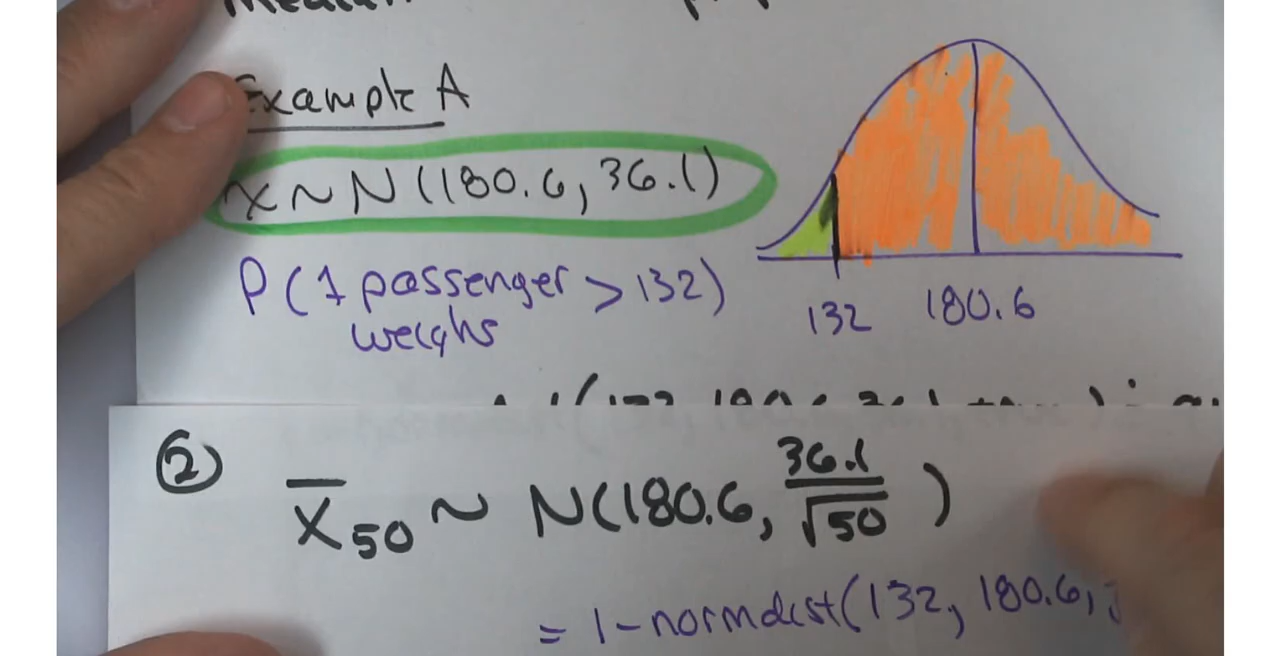 Example A
x ~ N(180.6, 36.1)
P(1 passenger > 132)
weighs
132 180.6
② X̅₅₀ ~ N(180.6, 36.1/√50)
= 1-normdist(132, 180.6,